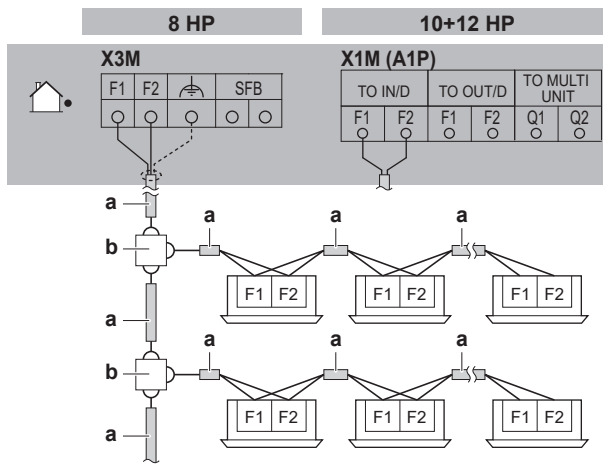 8 HP
10+12 HP
X3M
X1M (A1P)
F1 F2 SFB
TO IN/D TO OUT/D TO MULTI UNIT
F1 F2 F1 F2 Q1 Q2
a
b
a
a
a
F1 F2
F1 F2
F1 F2
a
b
a
a
a
F1 F2
F1 F2
F1 F2
a